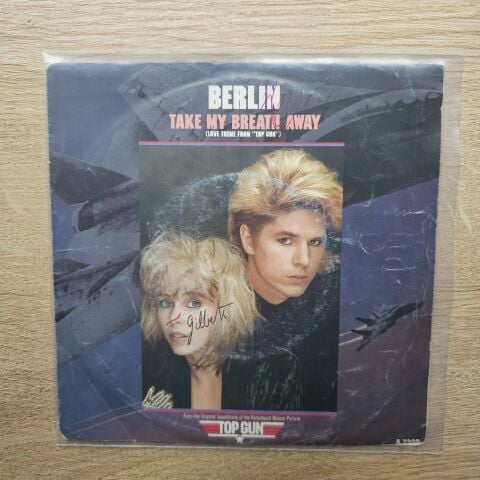 BERLIN
TAKE MY BREATH AWAY
(LOVE THEME FROM "TOP GUN")
gilbert
From the Original Soundtrack of the Paramount Motion Picture
TOP GUN